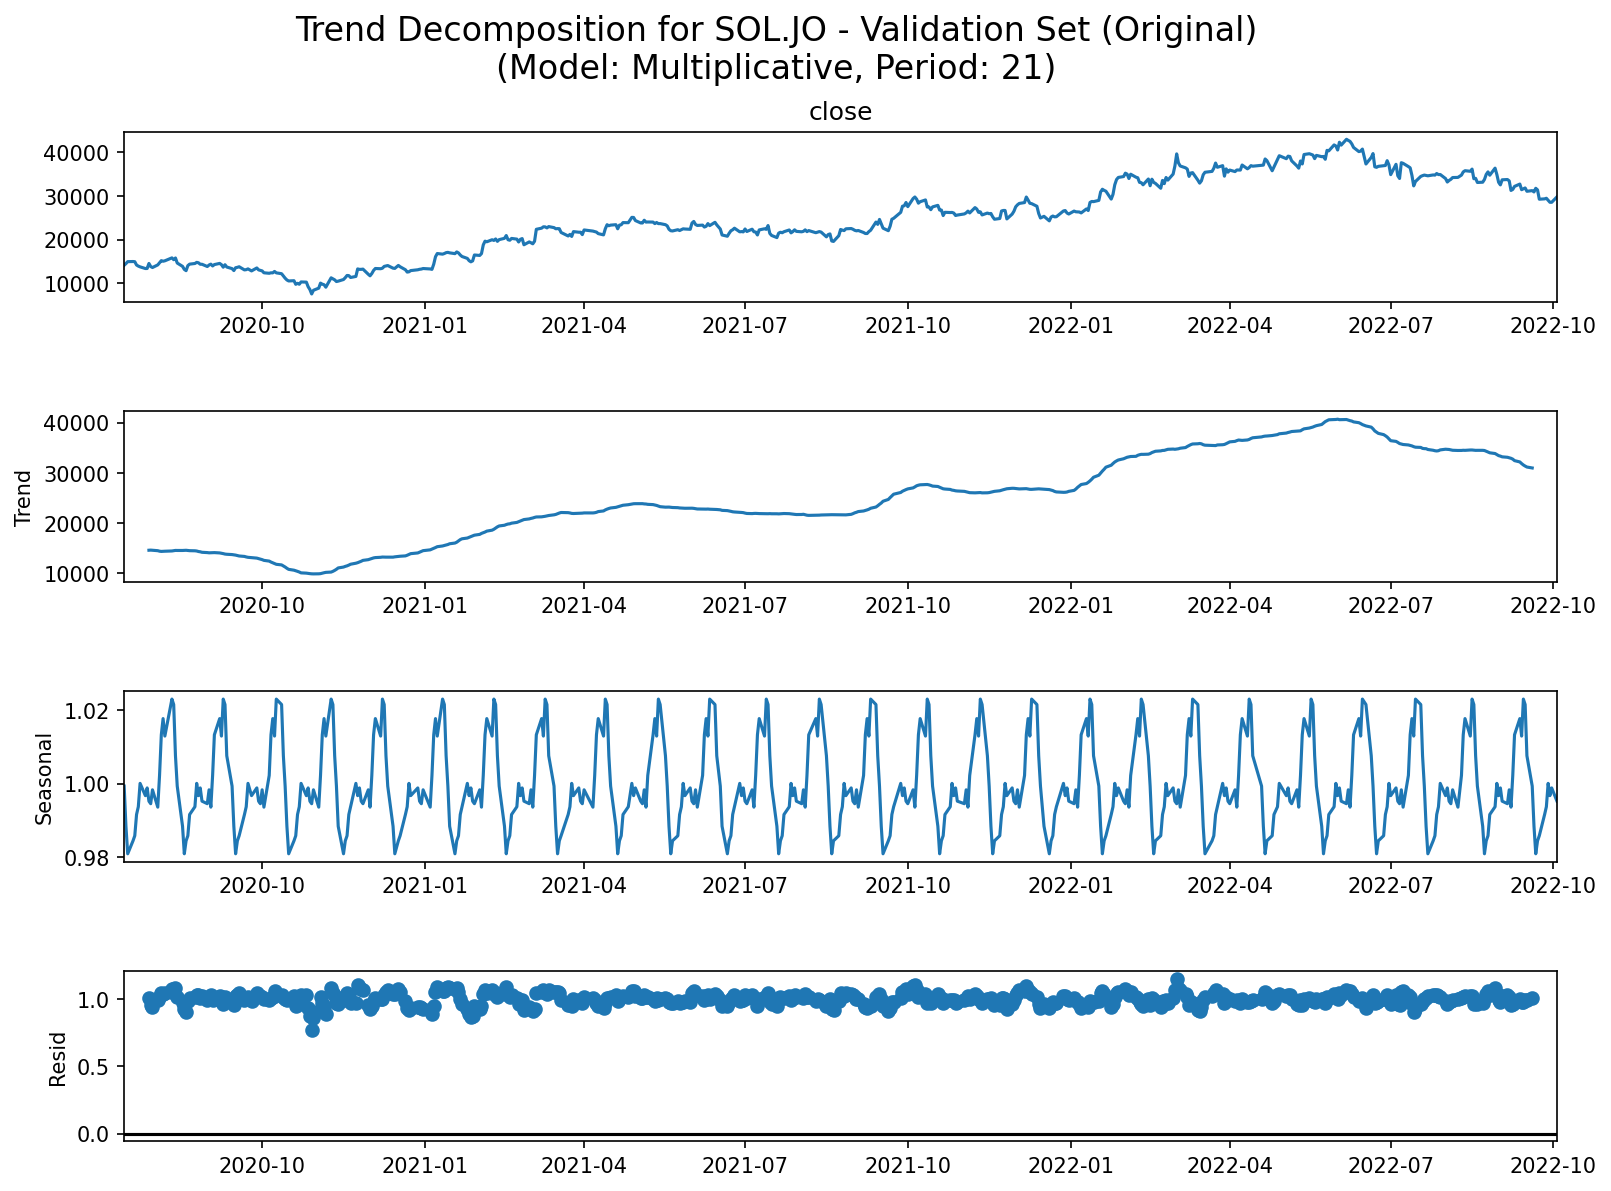 Trend Decomposition for SOL.JO - Validation Set (Original)
(Model: Multiplicative, Period: 21)
close
40000
30000
20000
10000
2020-10 2021-01 2021-04 2021-07 2021-10 2022-01 2022-04 2022-07 2022-10
Trend
40000
30000
20000
10000
2020-10 2021-01 2021-04 2021-07 2021-10 2022-01 2022-04 2022-07 2022-10
Seasonal
1.02
1.00
0.98
2020-10 2021-01 2021-04 2021-07 2021-10 2022-01 2022-04 2022-07 2022-10
Resid
1.0
0.5
0.0
2020-10 2021-01 2021-04 2021-07 2021-10 2022-01 2022-04 2022-07 2022-10